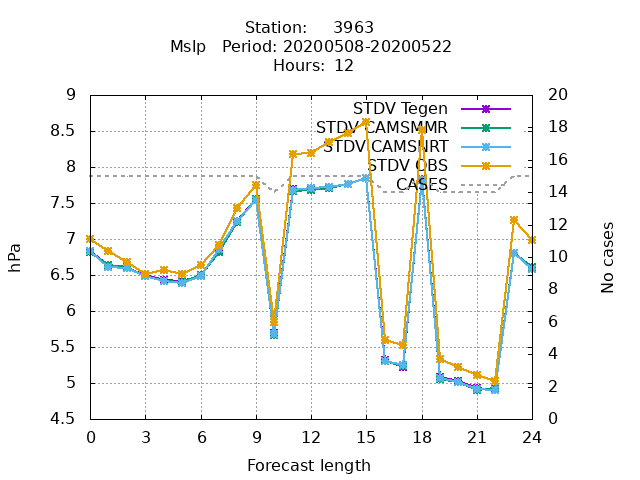 Station:     3963
Mslp   Period: 20200508-20200522
Hours:  12
hPa
No cases
9
8.5
8
7.5
7
6.5
6
5.5
5
4.5
20
18
16
14
12
10
8
6
4
2
0
STDV Tegen
STDV CAMSMMR
STDV CAMSNRT
STDV OBS
CASES
0 3 6 9 12 15 18 21 24
Forecast length